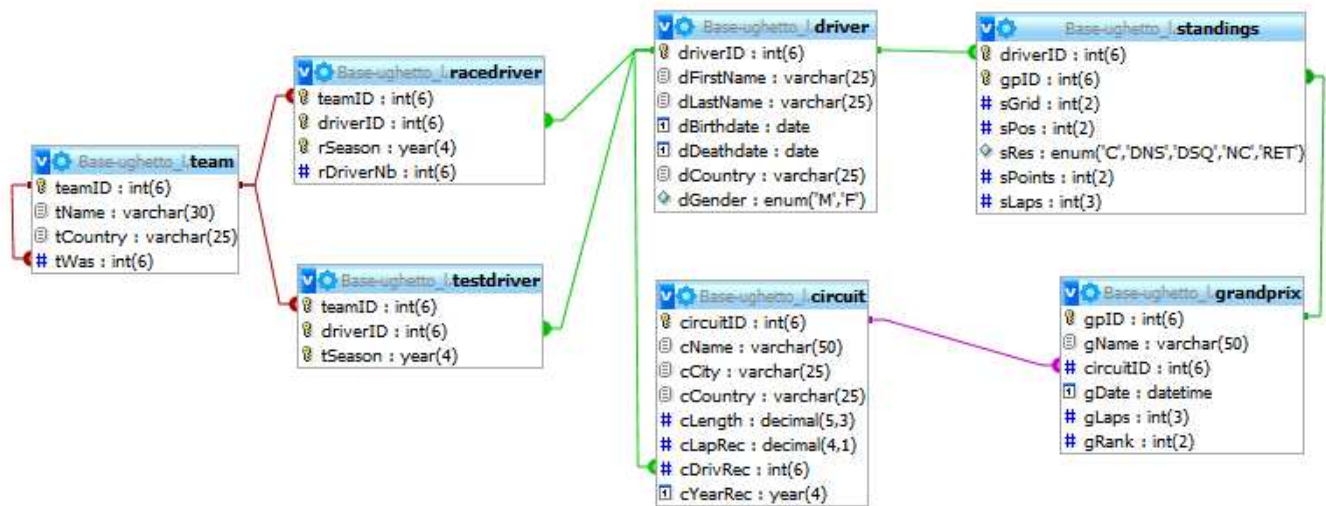 Base-ughetto_l.team
teamID : int(6)
tName : varchar(30)
tCountry : varchar(25)
tWas : int(6)
Base-ughetto_l.racedriver
teamID : int(6)
driverID : int(6)
rSeason : year(4)
rDriverNb : int(6)
Base-ughetto_l.testdriver
teamID : int(6)
driverID : int(6)
tSeason : year(4)
Base-ughetto_l.driver
driverID : int(6)
dFirstName : varchar(25)
dLastName : varchar(25)
dBirthdate : date
dDeathdate : date
dCountry : varchar(25)
dGender : enum('M','F')
Base-ughetto_l.circuit
circuitID : int(6)
cName : varchar(50)
cCity : varchar(25)
cCountry : varchar(25)
cLength : decimal(5,3)
cLapRec : decimal(4,1)
cDrivRec : int(6)
cYearRec : year(4)
Base-ughetto_l.standings
driverID : int(6)
gpID : int(6)
sGrid : int(2)
sPos : int(2)
sRes : enum('C','DNS','DSQ','NC','RET')
sPoints : int(2)
sLaps : int(3)
Base-ughetto_l.grandprix
gpID : int(6)
gName : varchar(50)
circuitID : int(6)
gDate : datetime
gLaps : int(3)
gRank : int(2)